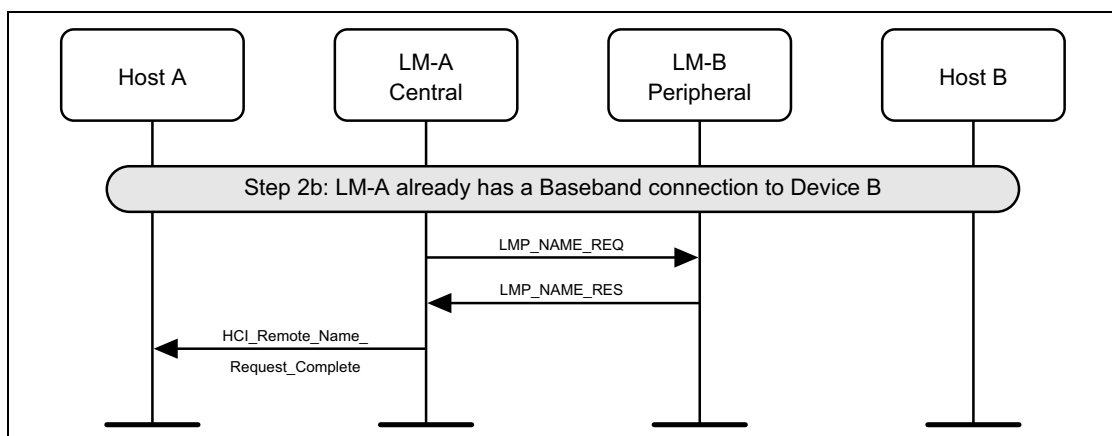 Host A
LM-A
Central
LM-B
Peripheral
Host B
Step 2b: LM-A already has a Baseband connection to Device B
LMP_NAME_REQ
LMP_NAME_RES
HCI_Remote_Name_
Request_Complete